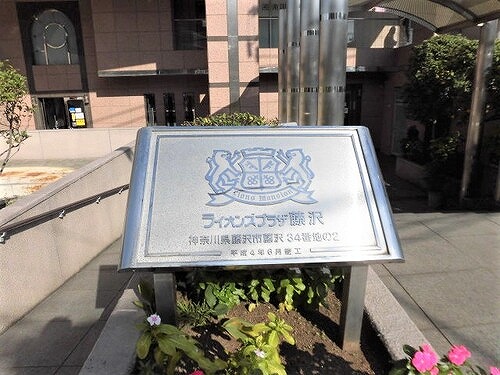 Lions Mansion
ライオンズプラザ藤沢
神奈川県藤沢市藤沢34番地の2
平成4年6月竣工